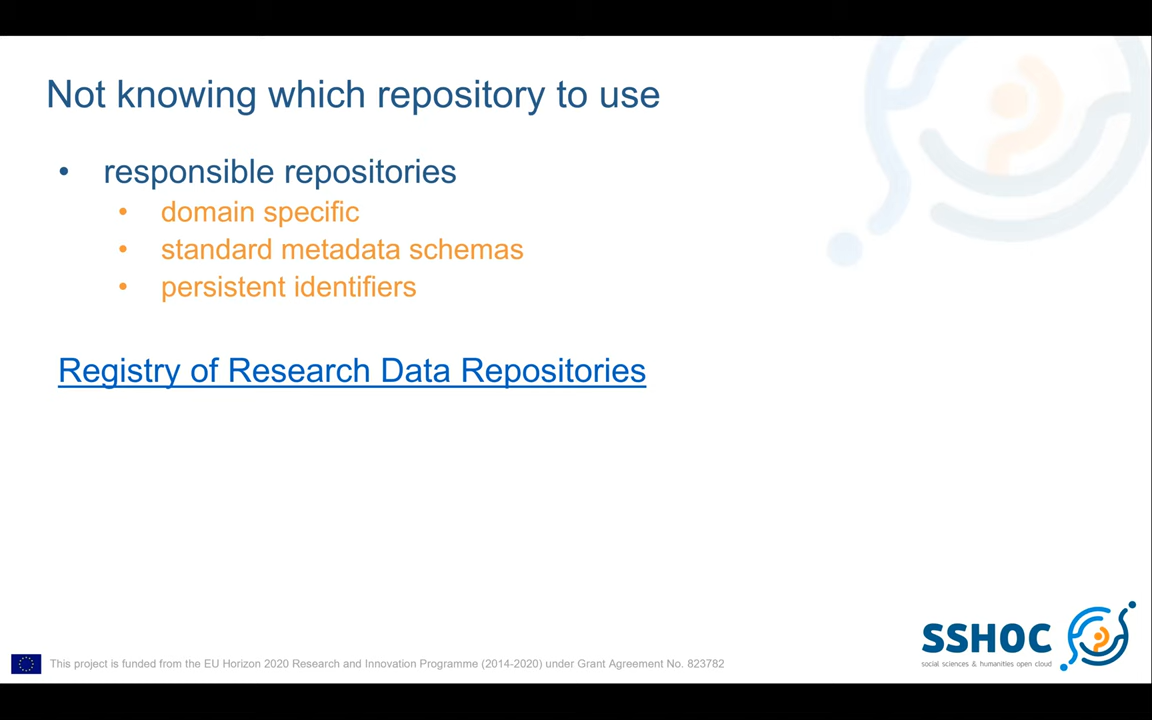 Not knowing which repository to use
• responsible repositories
• domain specific
• standard metadata schemas
• persistent identifiers
Registry of Research Data Repositories
SSHOC
social sciences & humanities open cloud
This project is funded from the EU Horizon 2020 Research and Innovation Programme (2014-2020) under Grant Agreement No. 823782